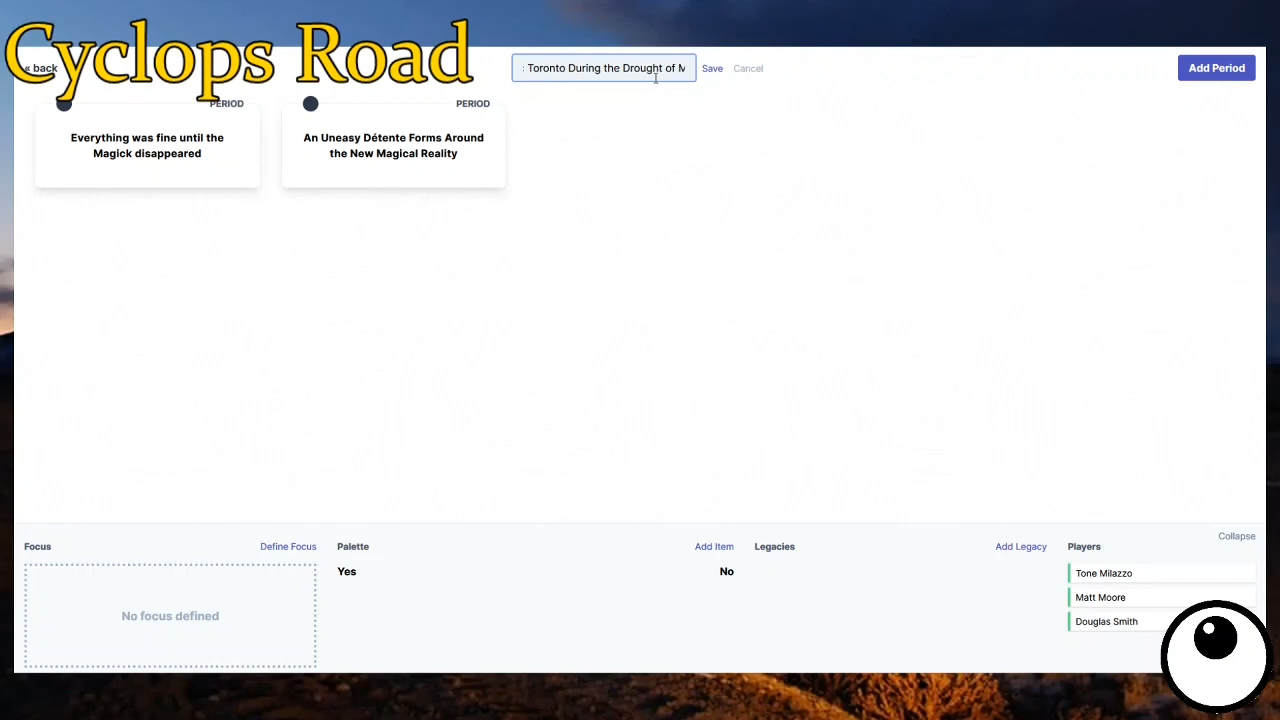 Cyclops Road
« back
: Toronto During the Drought of M
Save
Cancel
Add Period
PERIOD
Everything was fine until the
Magick disappeared
PERIOD
An Uneasy Détente Forms Around
the New Magical Reality
Collapse
Focus
Define Focus
No focus defined
Palette
Add Item
Yes
No
Legacies
Add Legacy
Players
Tone Milazzo
Matt Moore
Douglas Smith